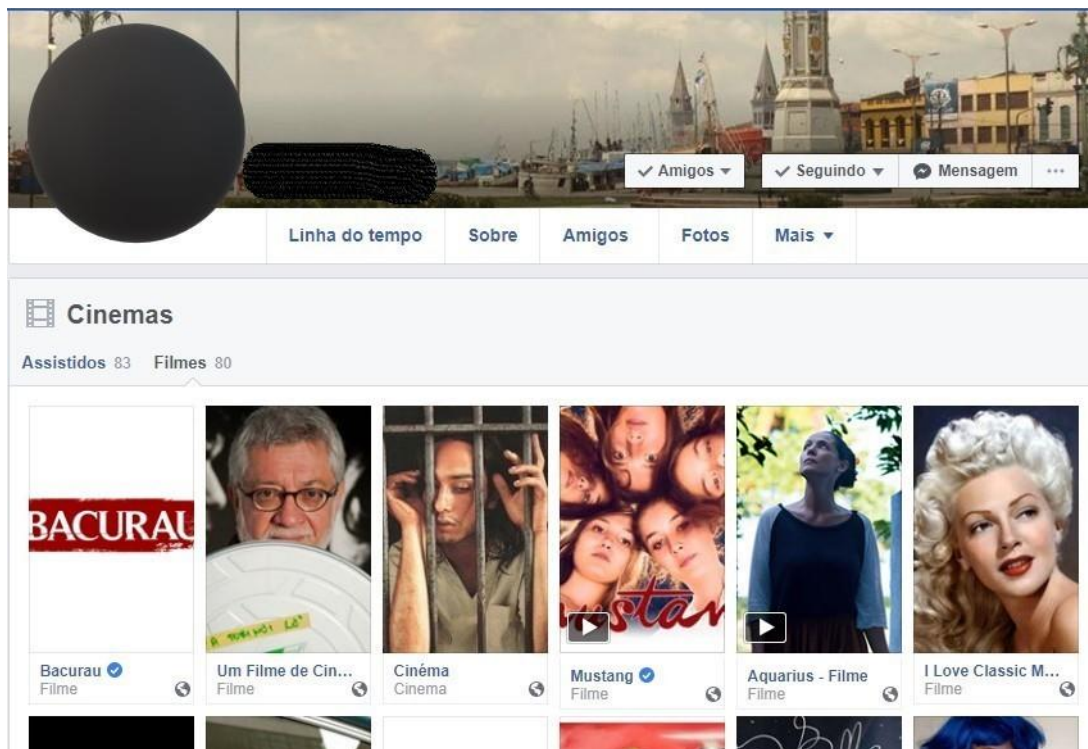 Amigos
Seguindo
Mensagem
Linha do tempo
Sobre
Amigos
Fotos
Mais
Cinemas
Assistidos 83
Filmes 80
BACURAU
mustan
Bacurau
Filme
Um Filme de Cin...
Filme
Cinéma
Cinema
Mustang
Filme
Aquarius - Filme
Filme
I Love Classic M...
Filme